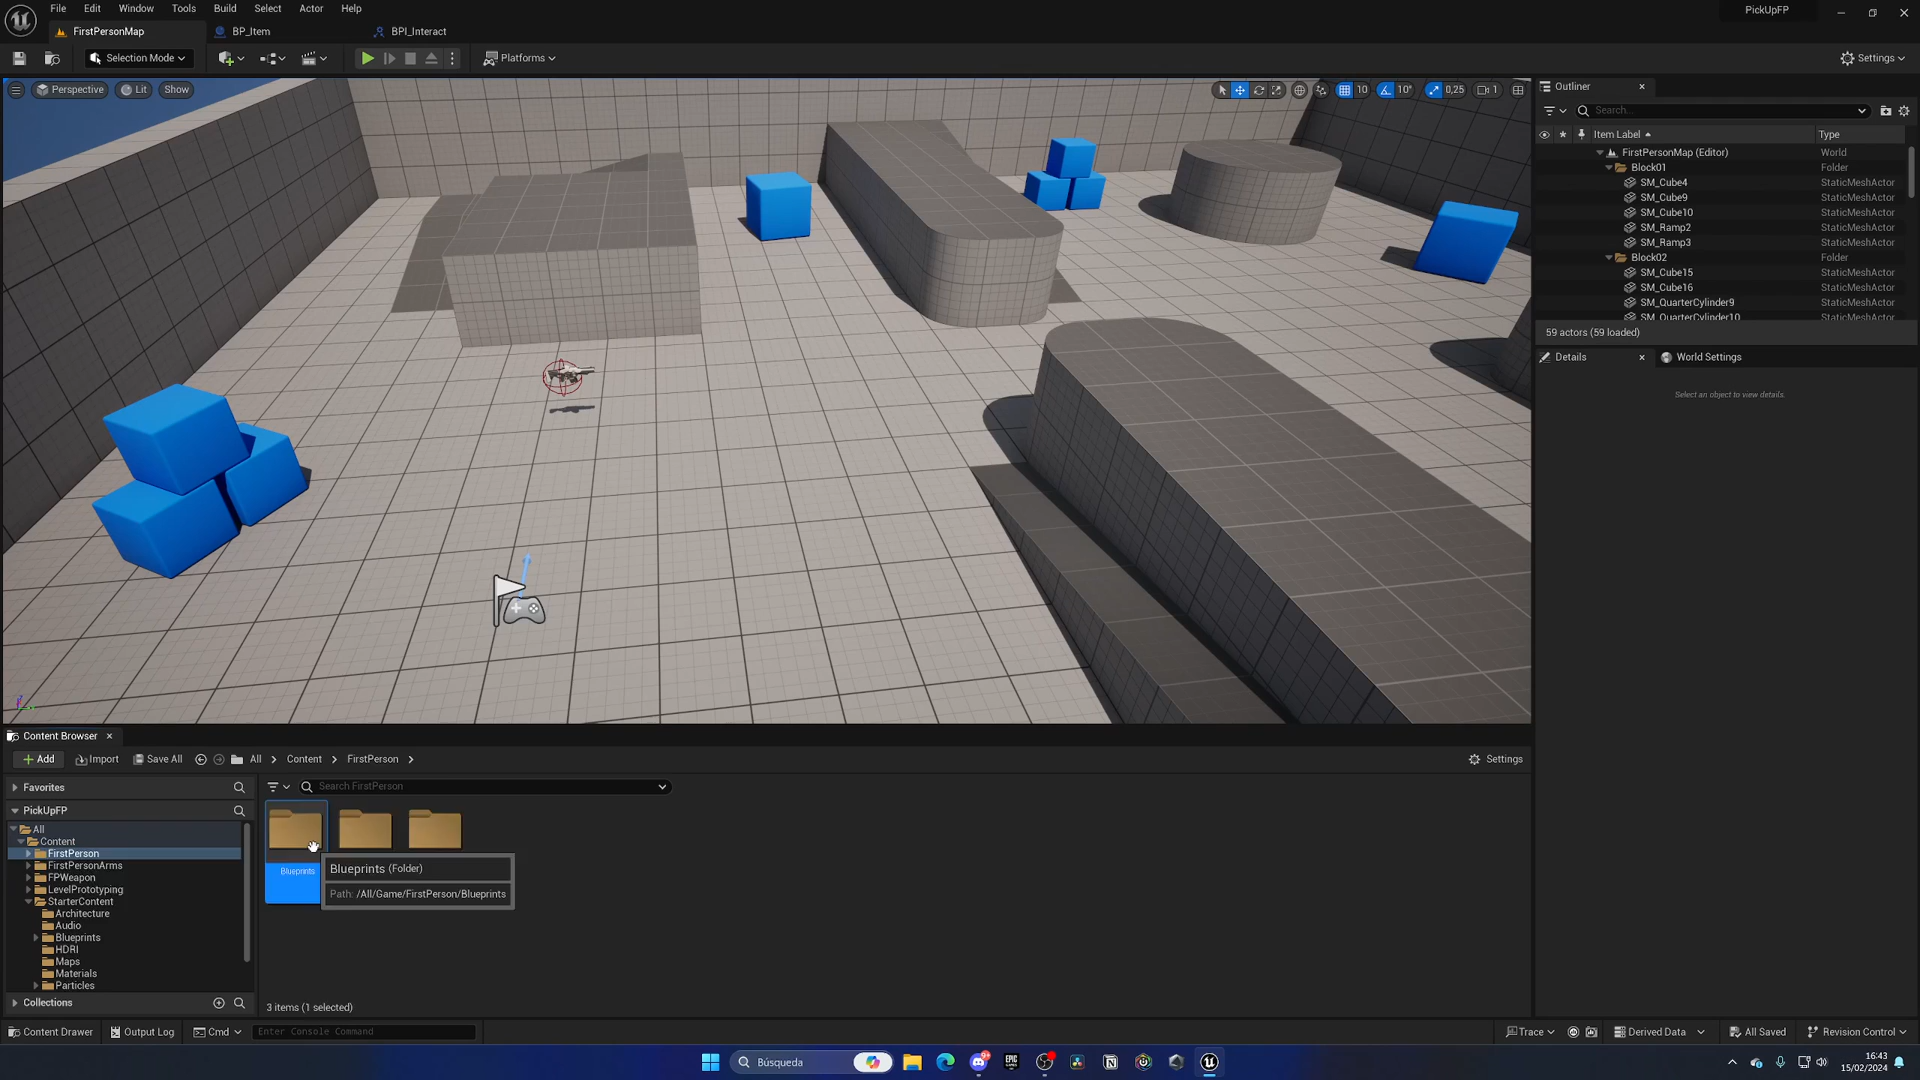 File Edit Window Tools Build Select Actor Help
PickUpFP
FirstPersonMap
BP_Item
BPI_Interact
Selection Mode
Platforms
Settings
Perspective
Lit
Show
10
10°
0,25
1
Outliner
Search...
Item Label
Type
FirstPersonMap (Editor) World
Block01 Folder
SM_Cube4 StaticMeshActor
SM_Cube9 StaticMeshActor
SM_Cube10 StaticMeshActor
SM_Ramp2 StaticMeshActor
SM_Ramp3 StaticMeshActor
Block02 Folder
SM_Cube15 StaticMeshActor
SM_Cube16 StaticMeshActor
SM_QuarterCylinder9 StaticMeshActor
SM_QuarterCylinder10 StaticMeshActor
59 actors (59 loaded)
Details
World Settings
Select an object to view details.
Content Browser
Add
Import
Save All
All
Content
FirstPerson
Settings
Favorites
Search FirstPerson
PickUpFP
All
Content
FirstPerson
FirstPersonArms
FPWeapon
LevelPrototyping
StarterContent
Architecture
Audio
Blueprints
HDRI
Maps
Materials
Particles
Collections
Blueprints
Blueprints (Folder)
Path: /All/Game/FirstPerson/Blueprints
3 items (1 selected)
Content Drawer
Output Log
Cmd
Enter Console Command
Trace
Derived Data
All Saved
Revision Control
Búsqueda
16:43
15/02/2024